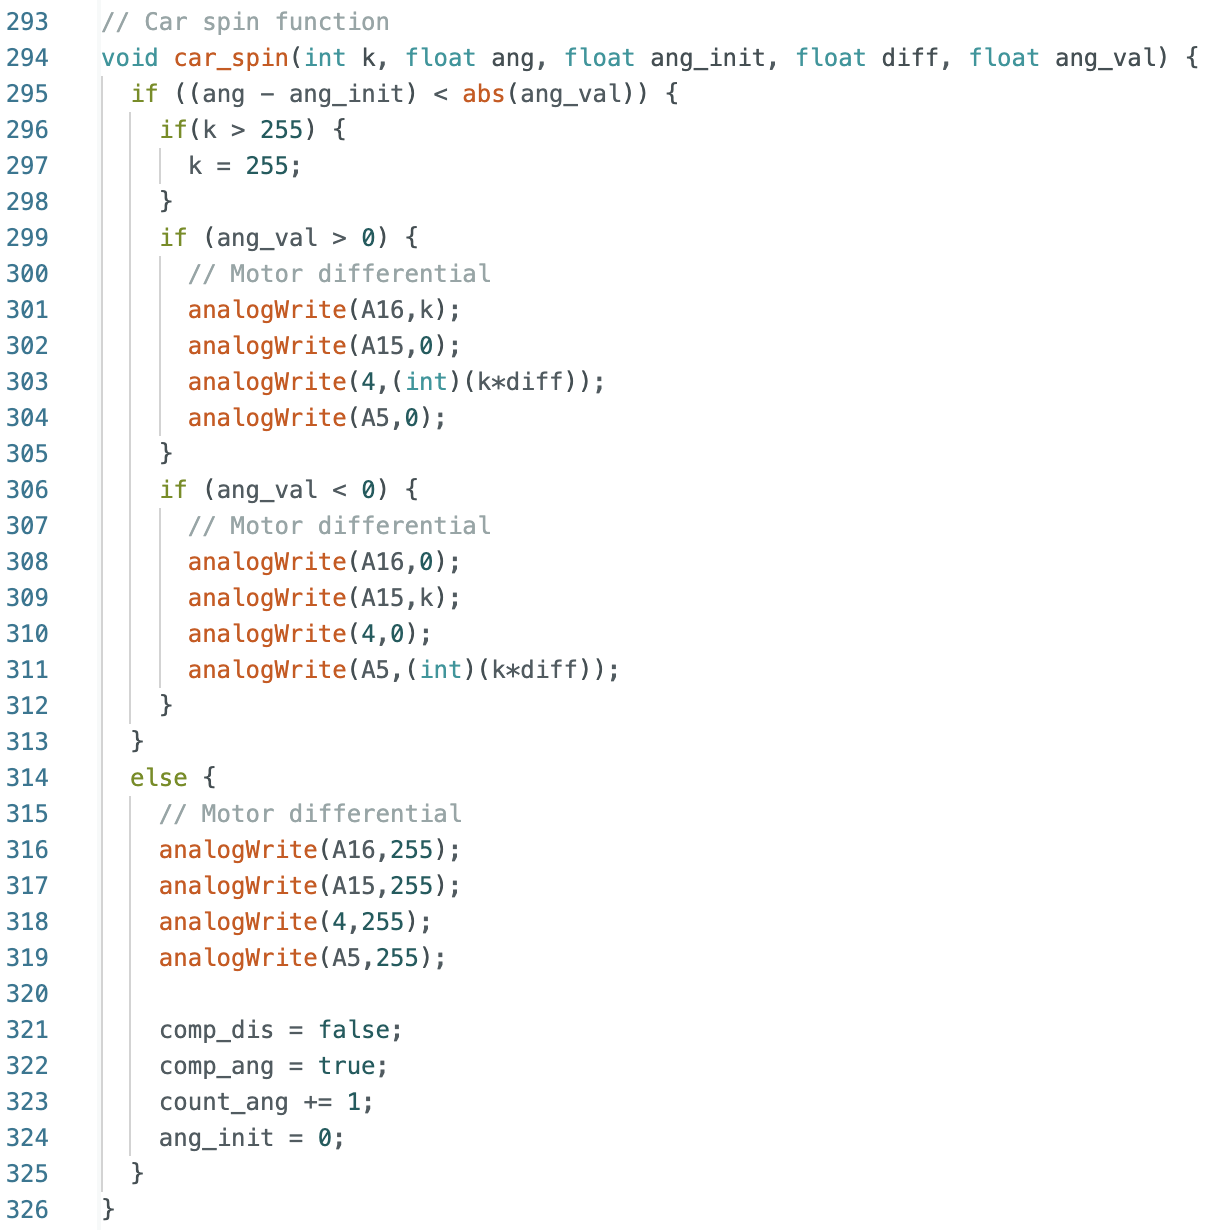 293 // Car spin function
294 void car_spin(int k, float ang, float ang_init, float diff, float ang_val) {
295   if ((ang - ang_init) < abs(ang_val)) {
296     if(k > 255) {
297       k = 255;
298     }
299     if (ang_val > 0) {
300       // Motor differential
301       analogWrite(A16,k);
302       analogWrite(A15,0);
303       analogWrite(4,(int)(k*diff));
304       analogWrite(A5,0);
305     }
306     if (ang_val < 0) {
307       // Motor differential
308       analogWrite(A16,0);
309       analogWrite(A15,k);
310       analogWrite(4,0);
311       analogWrite(A5,(int)(k*diff));
312     }
313   }
314   else {
315     // Motor differential
316     analogWrite(A16,255);
317     analogWrite(A15,255);
318     analogWrite(4,255);
319     analogWrite(A5,255);
320
321     comp_dis = false;
322     comp_ang = true;
323     count_ang += 1;
324     ang_init = 0;
325   }
326 }